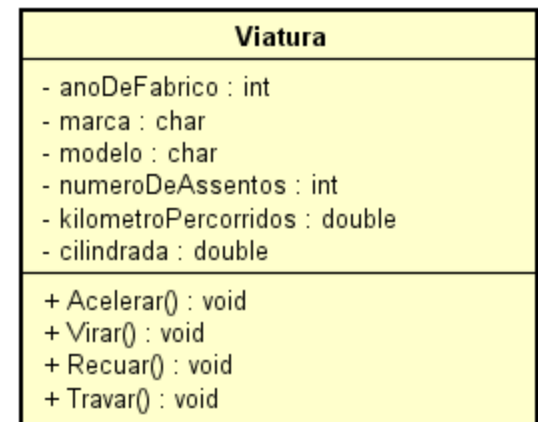 Viatura
- anoDeFabrico : int
- marca : char
- modelo : char
- numeroDeAssentos : int
- kilometroPercorridos : double
- cilindrada : double
+ Acelerar() : void
+ Virar() : void
+ Recuar() : void
+ Travar() : void